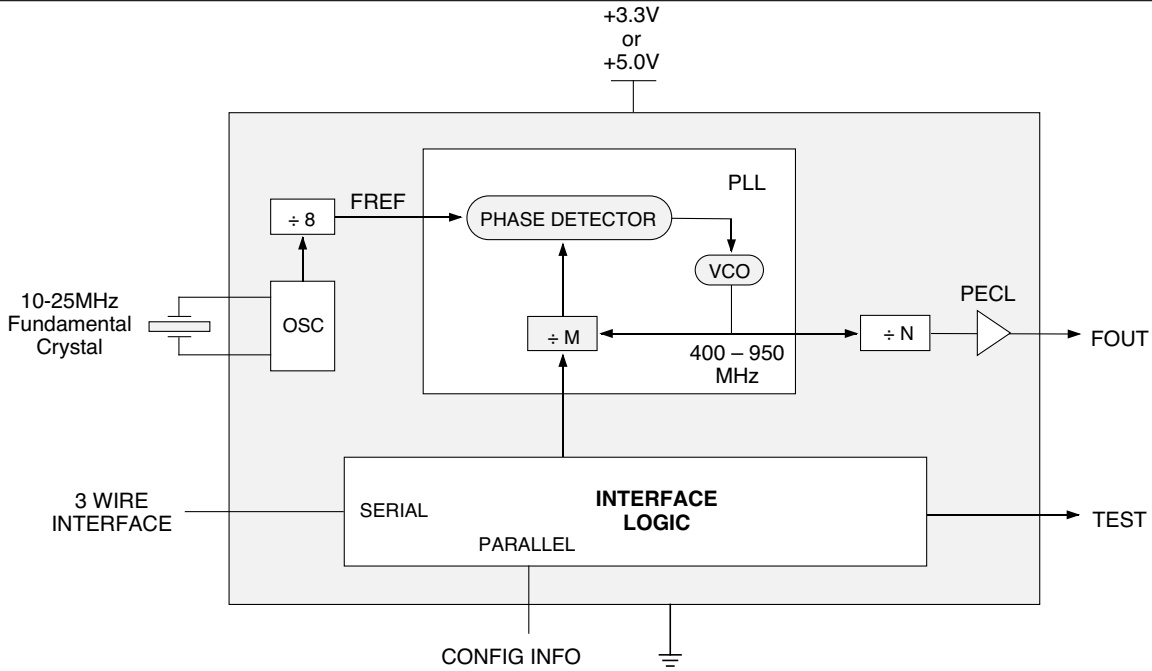 +3.3V
or
+5.0V
PLL
FREF
÷ 8
PHASE DETECTOR
VCO
10-25MHz
Fundamental
Crystal
OSC
PECL
÷ M
÷ N
FOUT
400 – 950
MHz
3 WIRE
INTERFACE
SERIAL
INTERFACE
LOGIC
PARALLEL
TEST
CONFIG INFO